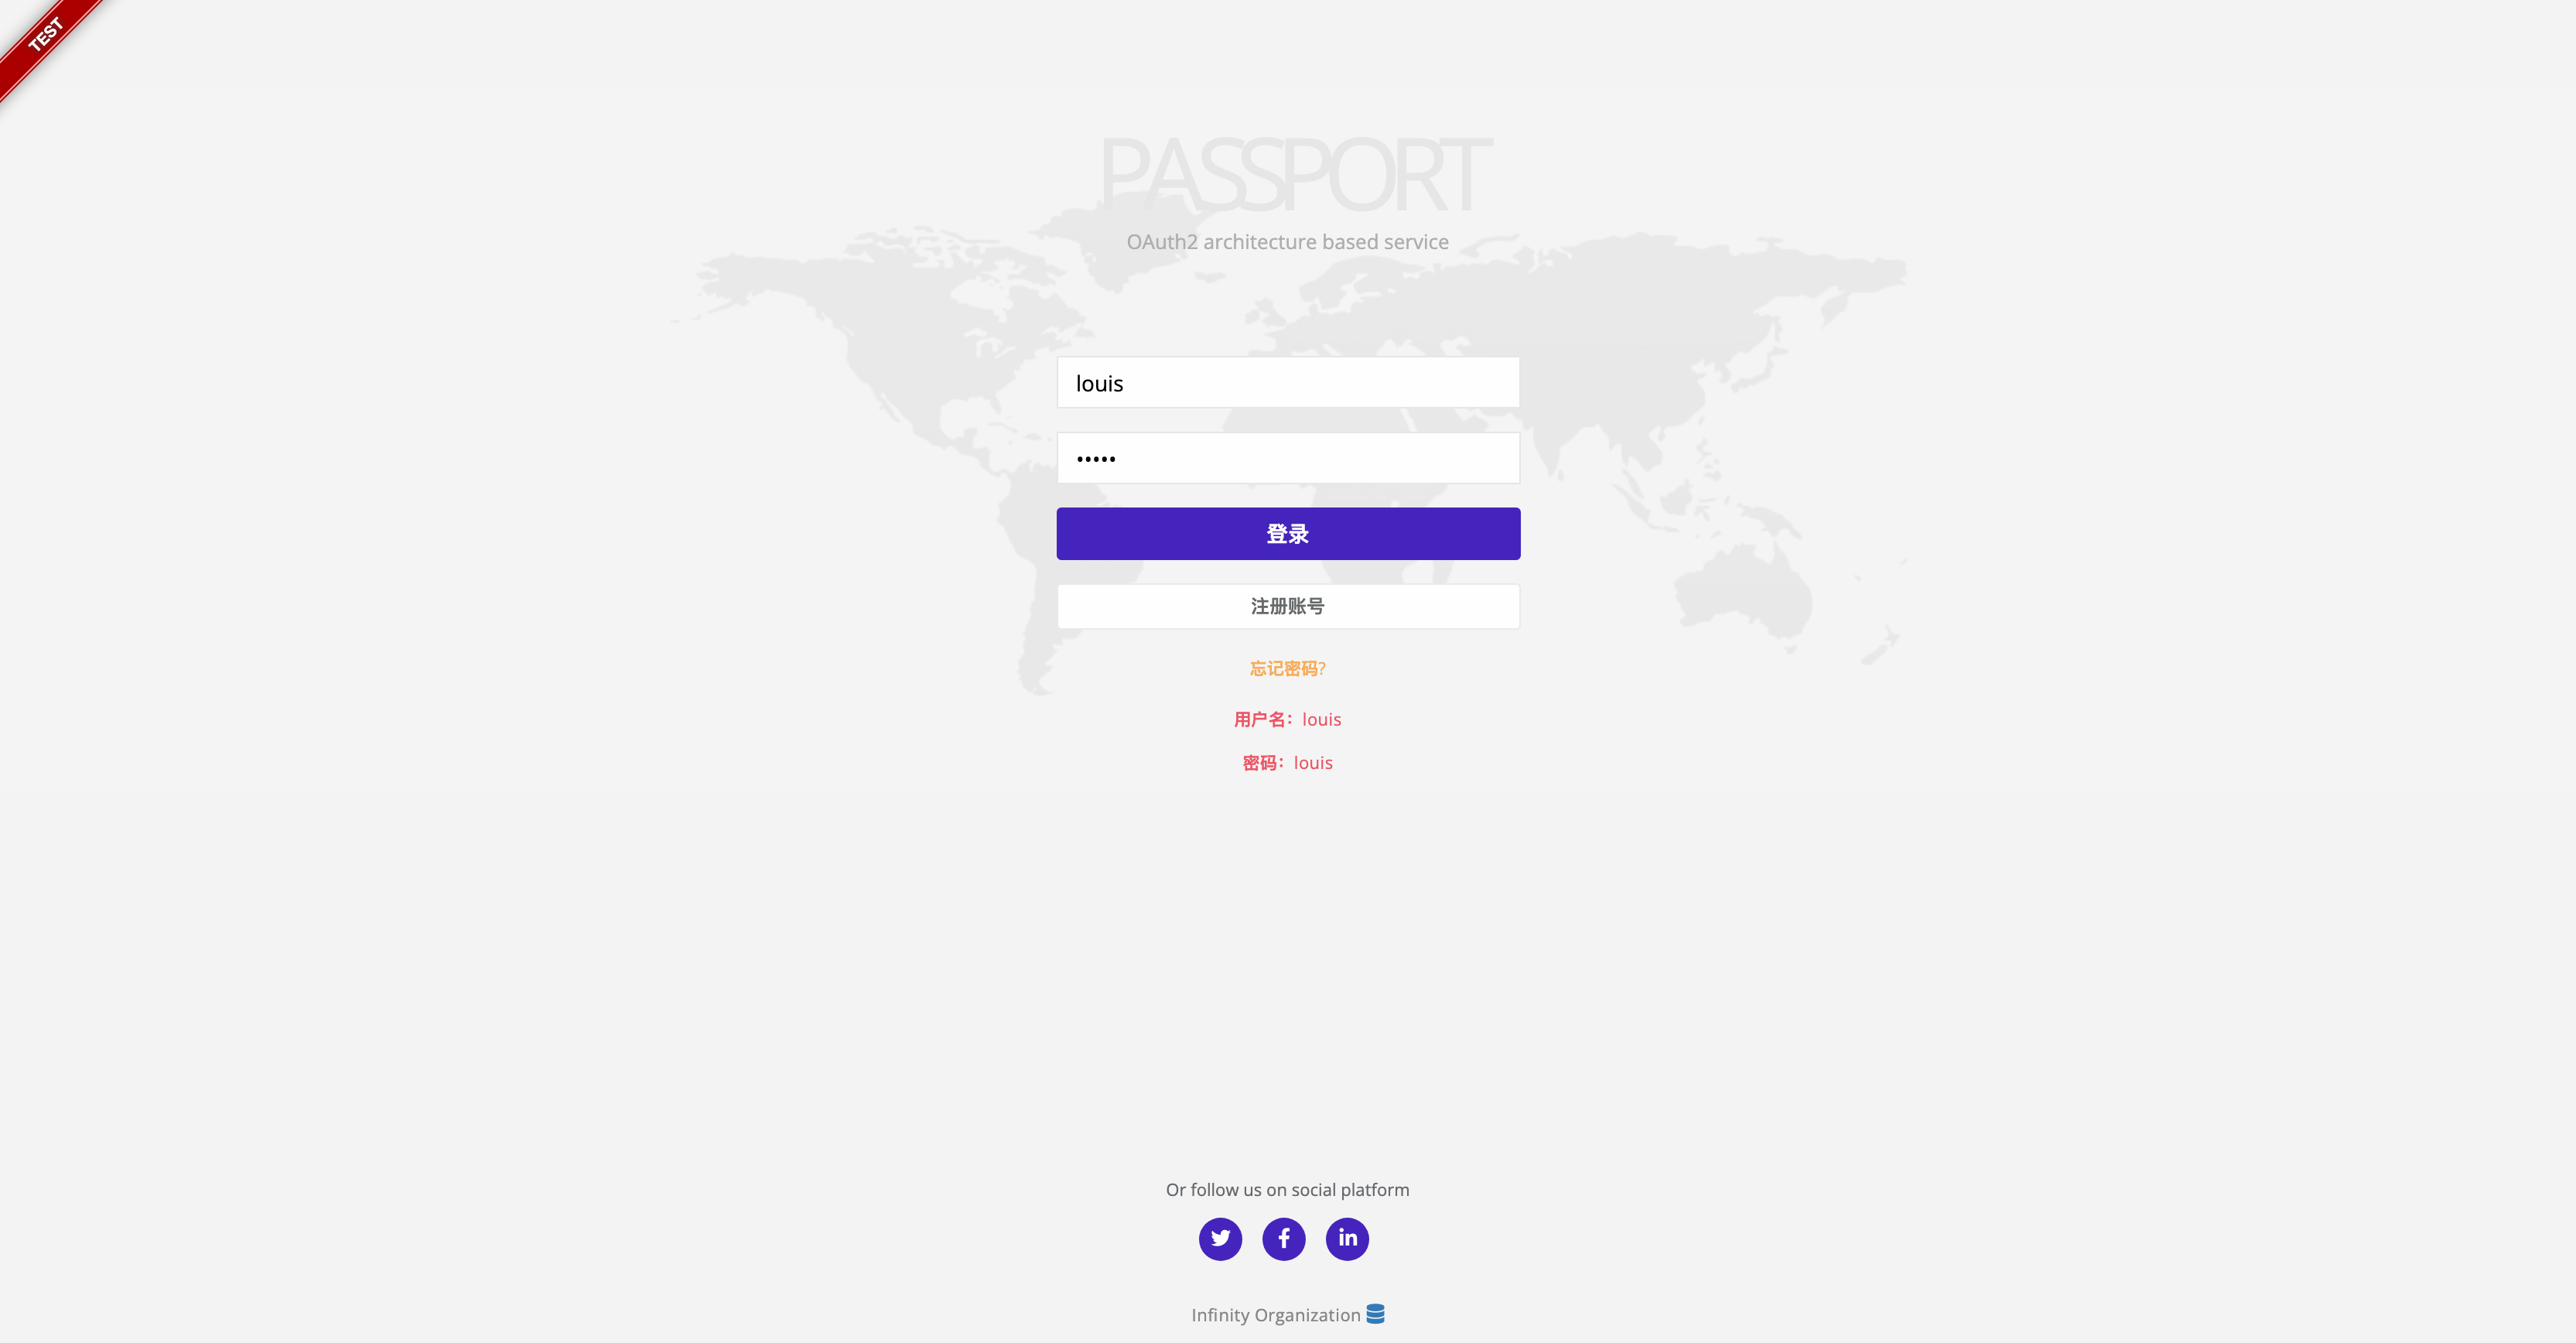 TEST
PASSPORT
OAuth2 architecture based service
louis
•••••
登录
注册账号
忘记密码?
用户名：louis
密码：louis
Or follow us on social platform
Infinity Organization